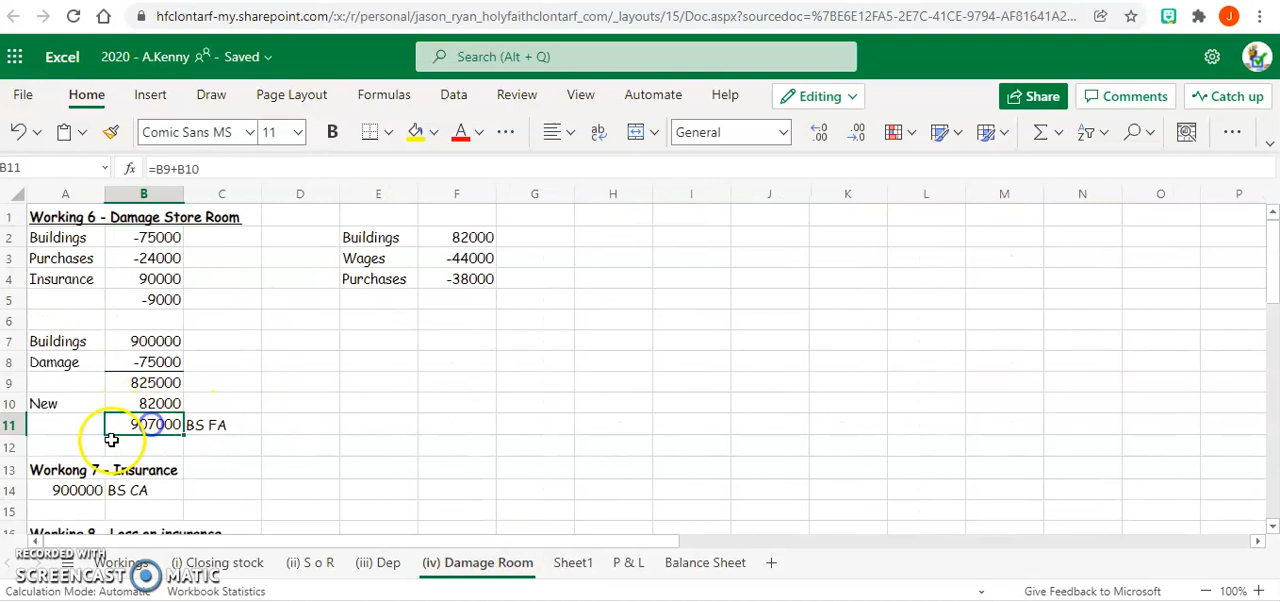 hfclontarf-my.sharepoint.com/:x:/r/personal/jason_ryan_holyfaithclontarf_com/_layouts/15/Doc.aspx?sourcedoc=%7BE6E12FA5-2E7C-41CE-9794-AF81641A2...
J
Excel 2020 - A.Kenny - Saved Search (Alt + Q)
File Home Insert Draw Page Layout Formulas Data Review View Automate Help Editing Share Comments Catch up
Comic Sans MS 11 B A General
B11 fx =B9+B10
A B C D E F G H I J K L M N O P
1 Working 6 - Damage Store Room
2 Buildings -75000 Buildings 82000
3 Purchases -24000 Wages -44000
4 Insurance 90000 Purchases -38000
5 -9000
6
7 Buildings 900000
8 Damage -75000
9 825000
10 New 82000
11 907000 BS FA
12
13 Workong 7 - Insurance
14 900000 BS CA
15
16 Working 8 - Loss on insurance
Workings (i) Closing stock (ii) S o R (iii) Dep (iv) Damage Room Sheet1 P & L Balance Sheet +
RECORDED WITH
SCREENCAST MATIC
Calculation Mode: Automatic Workbook Statistics Give Feedback to Microsoft 100%